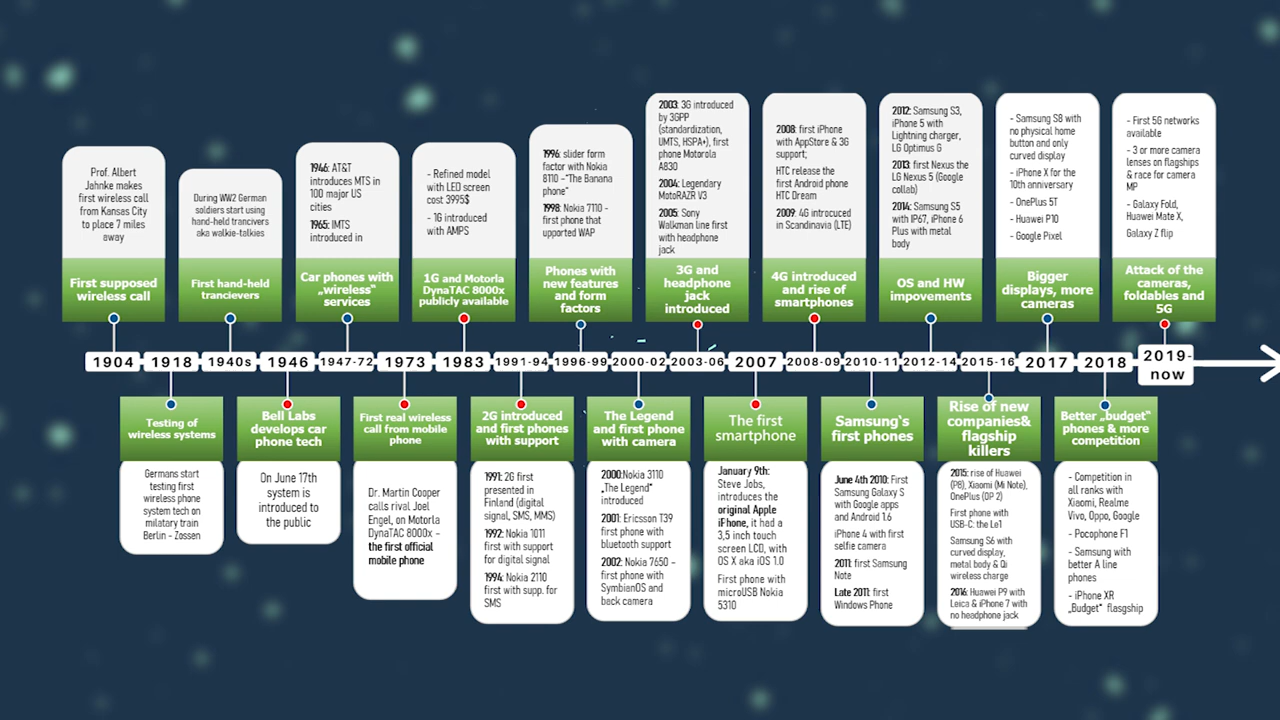 Prof. Albert
Jahnke makes
first wireless call
from Kansas City
to place 7 miles
away
First supposed
wireless call
During WW2 German
saldiers start using
hand-held trancivers
aka walkie-talkies
First hand-held
trancievers
1946: AT&T
introduces MTS in
100 major US
cities
1965: IMTS
introduced in
Car phones with
„wireless“
services
- Refined model
with LED screen
cost 3995$
- 1G introduced
with AMPS
1G and Motorla
DynaTAC 8000x
publicly available
1996: slider form
factor with Nokia
8110 -"The Banana
phone"
1998: Nokia 7110 -
first phone that
upported WAP
Phones with
new features
and form
factors
2003: 3G introduced
by 3GPP
(standardization,
UMTS, HSPA+), first
phone Motorola
A830
2004: Legendary
MotoRAZR V3
2005: Sony
Walkman line first
with headphone
jack
3G and
headphone
jack
introduced
2008: first iPhone
with AppStore & 3G
support;
HTC release the
first Android phone
HTC Dream
2009: 4G introcuced
in Scandinavia (LTE)
4G introduced
and rise of
smartphones
2012: Samsung S3,
iPhone 5 with
Lightning charger,
LG Optimus G
2013: first Nexus the
LG Nexus 5 (Google
collab)
2014: Samsung S5
with IP67, iPhone 6
Plus with metal
body
OS and HW
impovements
- Samsung S8 with
no physical home
button and only
curved display
- iPhone X for the
10th anniversary
- OnePlus 5T
- Huawei P10
- Google Pixel
Bigger
displays, more
cameras
- First 5G networks
available
- 3 or more camera
lenses on flagships
& race for camera
MP
- Galaxy Fold,
Huawei Mate X,
Galaxy Z flip
Attack of the
cameras,
foldables and
5G
1904 1918 1940s 1946 1947-72 1973 1983 1991-94 1996-99 2000-02 2003-06 2007 2008-09 2010-11 2012-14 2015-16 2017 2018 2019-
now
Testing of
wireless systems
Germans start
testing first
wireless phone
system tech on
milatary train
Berlin - Zossen
Bell Labs
develops car
phone tech
On June 17th
system is
introduced to
the public
First real wireless
call from mobile
phone
Dr. Martin Cooper
calls rival Joel
Engel, on Motorla
DynaTAC 8000x -
the first official
mobile phone
2G introduced
and first phones
with support
1991: 2G first
presented in
Finland (digital
signal, SMS, MMS)
1992: Nokia 1011
first with support
for digital signal
1994: Nokia 2110
first with supp. for
SMS
The Legend
and first phone
with camera
2000:Nokia 3110
„The Legend"
introduced
2001: Ericsson T39
first phone with
bluetooth support
2002: Nokia 7650 -
first phone with
SymbianOS and
back camera
The first
smartphone
January 9th:
Steve Jobs,
introduces the
original Apple
iPhone, it had a
3,5 inch touch
screen LCD, with
OS X aka iOS 1.0
First phone with
microUSB Nokia
5310
Samsung's
first phones
June 4th 2010: First
Samsung Galaxy S
with Google apps
and Android 1.6
iPhone 4 with first
selfie camera
2011: first Samsung
Note
Late 2011: first
Windows Phone
Rise of new
companies&
flagship
killers
2015: rise of Huawei
(P8), Xiaomi (Mi Note),
OnePlus (OP 2)
First phone with
USB-C: the Le1
Samsung S6 with
curved display,
metal body & Qi
wireless charge
2016: Huawei P9 with
Leica & iPhone 7 with
no headphone jack
Better „budget“
phones & more
competition
- Competition in
all ranks with
Xiaomi, Realme
Vivo, Oppo, Google
- Pocophone F1
- Samsung with
better A line
phones
- iPhone XR
„Budget" flasgship